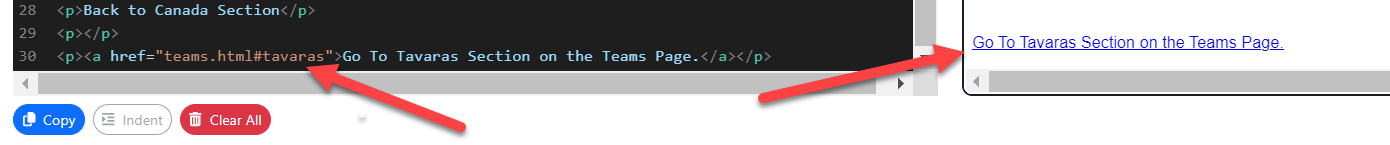 28 <p>Back to Canada Section</p>
29 <p></p>
30 <p><a href="teams.html#tavaras">Go To Tavaras Section on the Teams Page.</a></p>
Go To Tavaras Section on the Teams Page.
Copy Indent Clear All